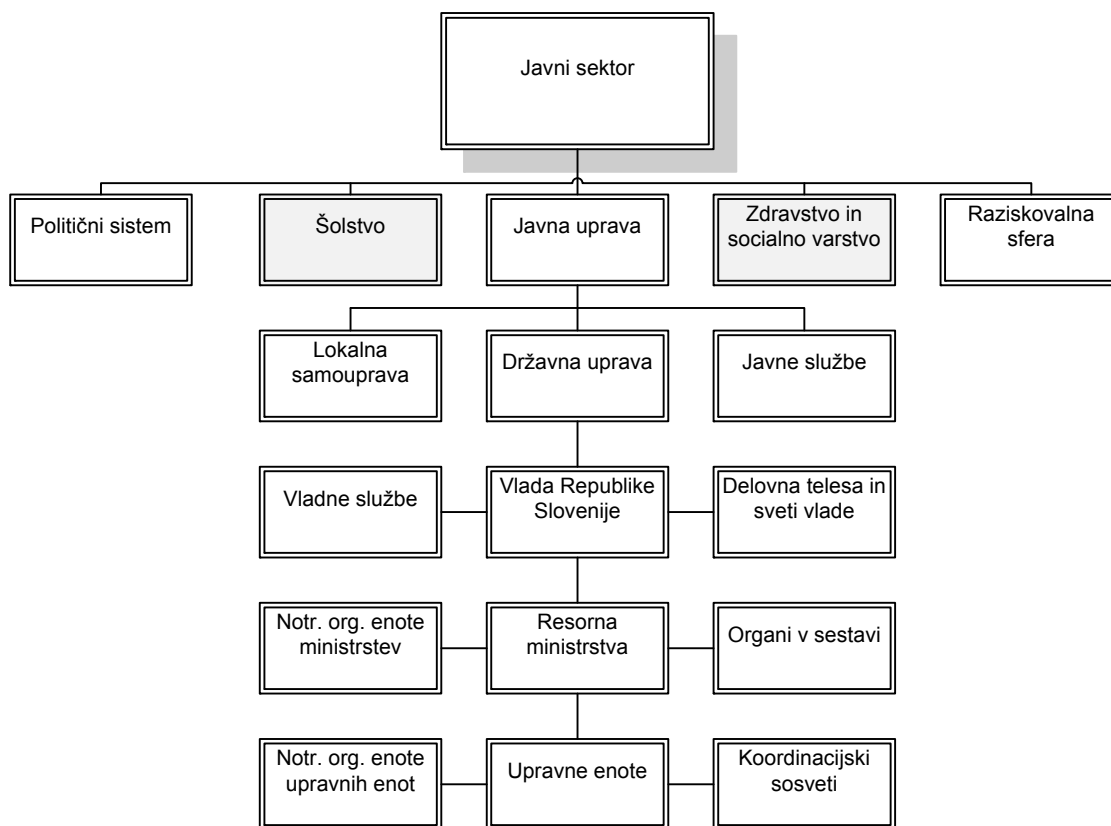 Javni sektor
Politični sistem
Šolstvo
Javna uprava
Zdravstvo in
socialno varstvo
Raziskovalna
sfera
Lokalna
samouprava
Državna uprava
Javne službe
Vladne službe
Vlada Republike
Slovenije
Delovna telesa in
sveti vlade
Notr. org. enote
ministrstev
Resorna
ministrstva
Organi v sestavi
Notr. org. enote
upravnih enot
Upravne enote
Koordinacijski
sosveti